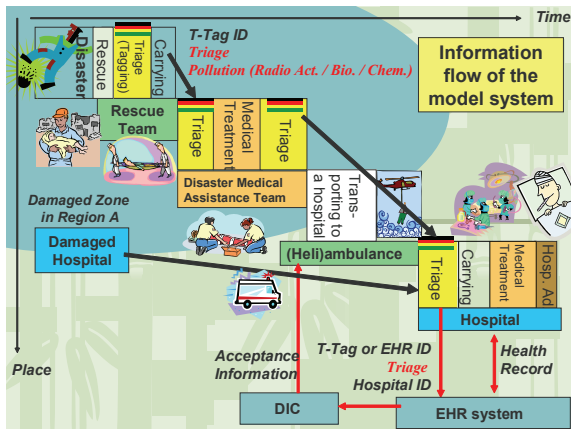 Time
Information
flow of the
model system
Disaster
Rescue
Triage
(Tagging)
Carrying
T-Tag ID
Triage
Pollution (Radio Act. / Bio. / Chem.)
Rescue
Team
Triage
Medical
Treatment
Triage
Disaster Medical
Assistance Team
Trans-
porting to
a hospital
Damaged Zone
in Region A
Damaged
Hospital
(Heli)ambulance
Triage
Carrying
Medical
Treatment
Hosp. Ad
Hospital
Place
Acceptance
Information
T-Tag or EHR ID
Triage
Hospital ID
Health
Record
DIC
EHR system